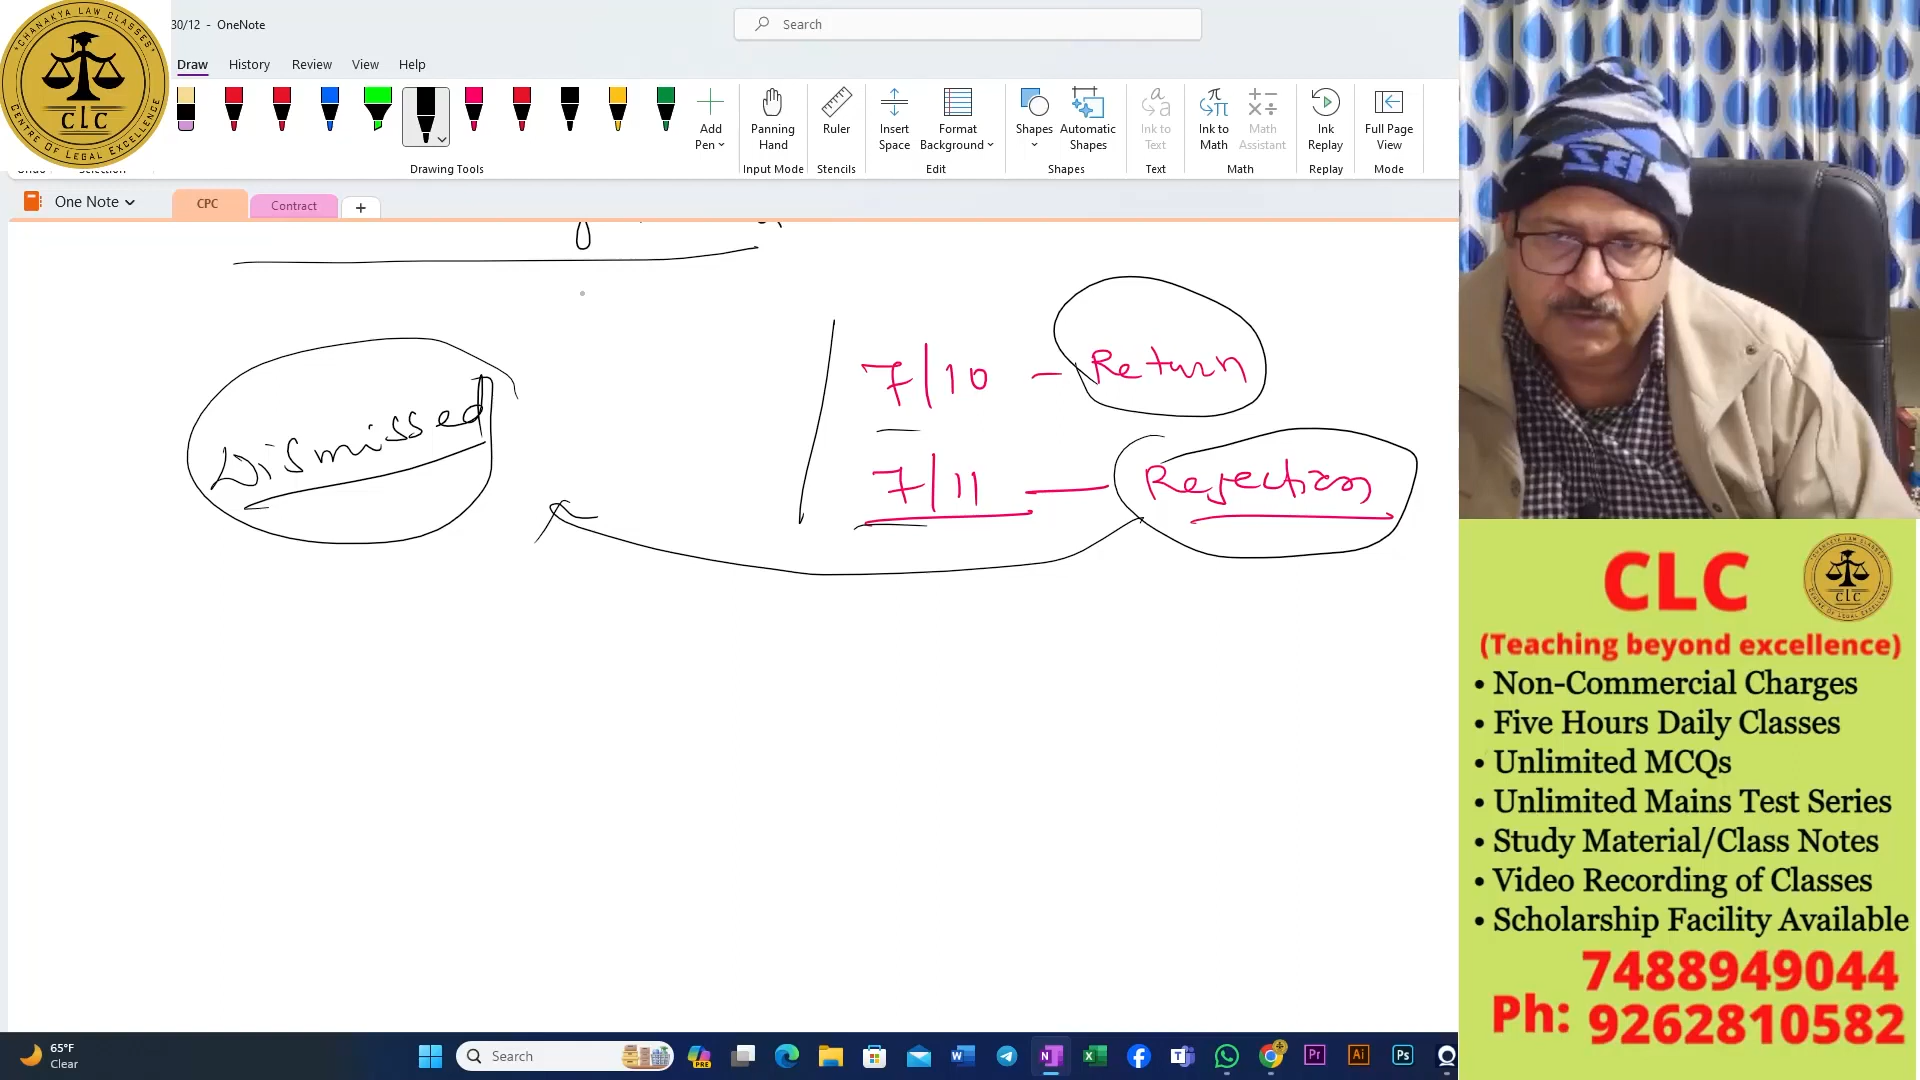 30/12 - OneNote
Search
Draw History Review View Help
Add Pen
Panning Hand
Ruler
Insert Space
Format Background
Shapes
Automatic Shapes
Ink to Text
Ink to Math
Math Assistant
Ink Replay
Full Page View
Undo Selection Drawing Tools Input Mode Stencils Edit Shapes Text Math Replay Mode
CHANAKYA LAW CLASSES
CLC
CENTRE OF LEGAL EXCELLENCE
One Note CPC Contract +
7/10 - Return
Dismissed
7/11 — Rejection
SEI
CLC
(Teaching beyond excellence)
• Non-Commercial Charges
• Five Hours Daily Classes
• Unlimited MCQs
• Unlimited Mains Test Series
• Study Material/Class Notes
• Video Recording of Classes
• Scholarship Facility Available
7488949044
Ph: 9262810582
65°F
Clear
Search